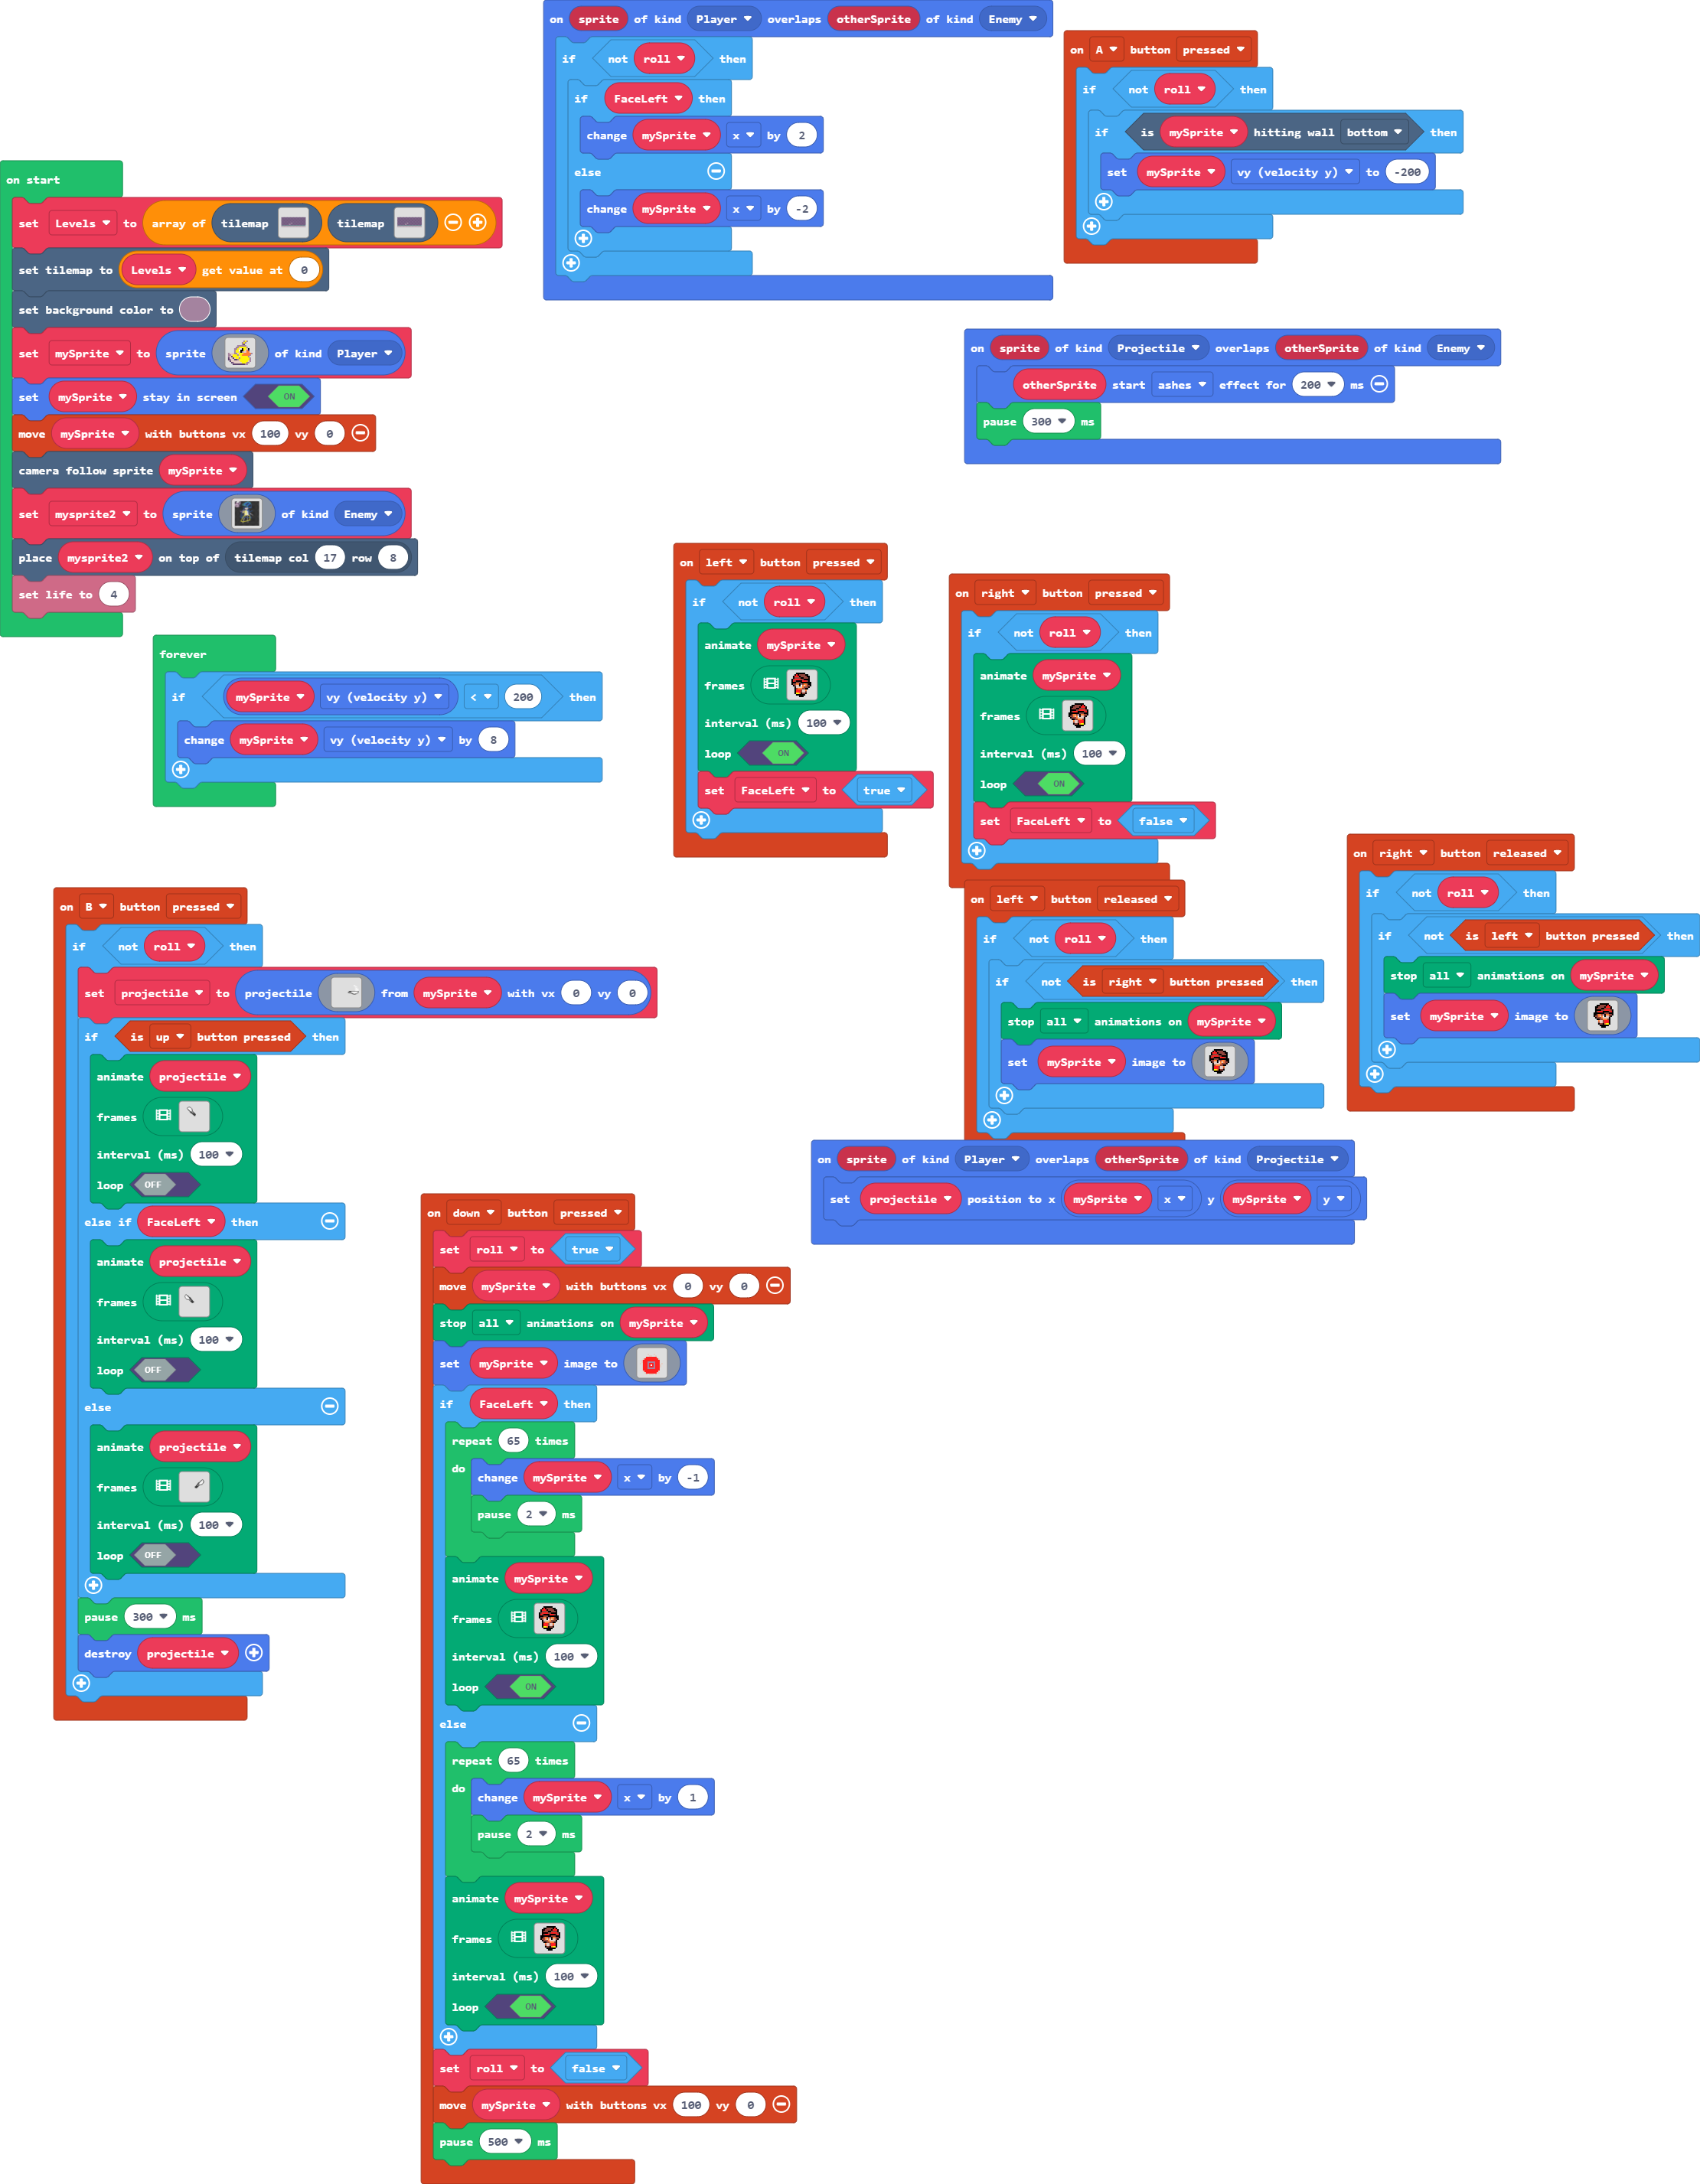 on start
set Levels to array of tilemap tilemap
set tilemap to Levels get value at 0
set background color to
set mySprite to sprite of kind Player
set mySprite stay in screen ON
move mySprite with buttons vx 100 vy 0
camera follow sprite mySprite
set mysprite2 to sprite of kind Enemy
place mysprite2 on top of tilemap col 17 row 8
set life to 4
on sprite of kind Player overlaps otherSprite of kind Enemy
if not roll then
if FaceLeft then
change mySprite x by 2
else
change mySprite x by -2
on A button pressed
if not roll then
if is mySprite hitting wall bottom then
set mySprite vy (velocity y) to -200
on sprite of kind Projectile overlaps otherSprite of kind Enemy
otherSprite start ashes effect for 200 ms
pause 300 ms
forever
if mySprite vy (velocity y) < 200 then
change mySprite vy (velocity y) by 8
on left button pressed
if not roll then
animate mySprite
frames
interval (ms) 100
loop ON
set FaceLeft to true
on right button pressed
if not roll then
animate mySprite
frames
interval (ms) 100
loop ON
set FaceLeft to false
on right button released
if not roll then
if not is left button pressed then
stop all animations on mySprite
set mySprite image to
on left button released
if not roll then
if not is right button pressed then
stop all animations on mySprite
set mySprite image to
on B button pressed
if not roll then
set projectile to projectile from mySprite with vx 0 vy 0
if is up button pressed then
animate projectile
frames
interval (ms) 100
loop OFF
else if FaceLeft then
animate projectile
frames
interval (ms) 100
loop OFF
else
animate projectile
frames
interval (ms) 100
loop OFF
pause 300 ms
destroy projectile
on sprite of kind Player overlaps otherSprite of kind Projectile
set projectile position to x mySprite x y mySprite y
on down button pressed
set roll to true
move mySprite with buttons vx 0 vy 0
stop all animations on mySprite
set mySprite image to
if FaceLeft then
repeat 65 times
do change mySprite x by -1
pause 2 ms
animate mySprite
frames
interval (ms) 100
loop ON
else
repeat 65 times
do change mySprite x by 1
pause 2 ms
animate mySprite
frames
interval (ms) 100
loop ON
set roll to false
move mySprite with buttons vx 100 vy 0
pause 500 ms